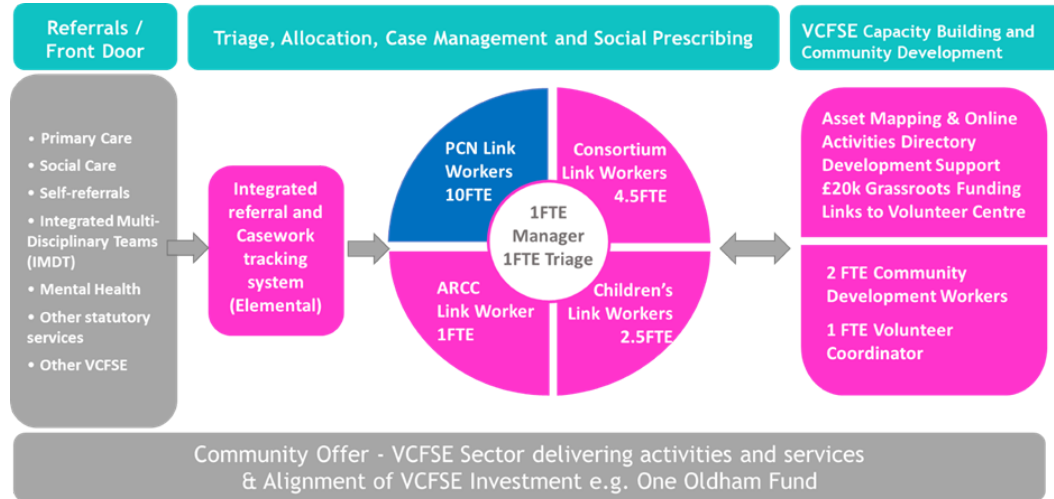 Referrals /
Front Door
Triage, Allocation, Case Management and Social Prescribing
VCFSE Capacity Building and
Community Development
• Primary Care
• Social Care
• Self-referrals
• Integrated Multi-
Disciplinary Teams
(IMDT)
• Mental Health
• Other statutory
services
• Other VCFSE
Integrated
referral and
Casework
tracking
system
(Elemental)
PCN Link
Workers
10FTE
Consortium
Link Workers
4.5FTE
1FTE
Manager
1FTE Triage
ARCC
Link Worker
1FTE
Children's
Link Workers
2.5FTE
Asset Mapping & Online
Activities Directory
Development Support
£20k Grassroots Funding
Links to Volunteer Centre
2 FTE Community
Development Workers
1 FTE Volunteer
Coordinator
Community Offer - VCFSE Sector delivering activities and services
& Alignment of VCFSE Investment e.g. One Oldham Fund